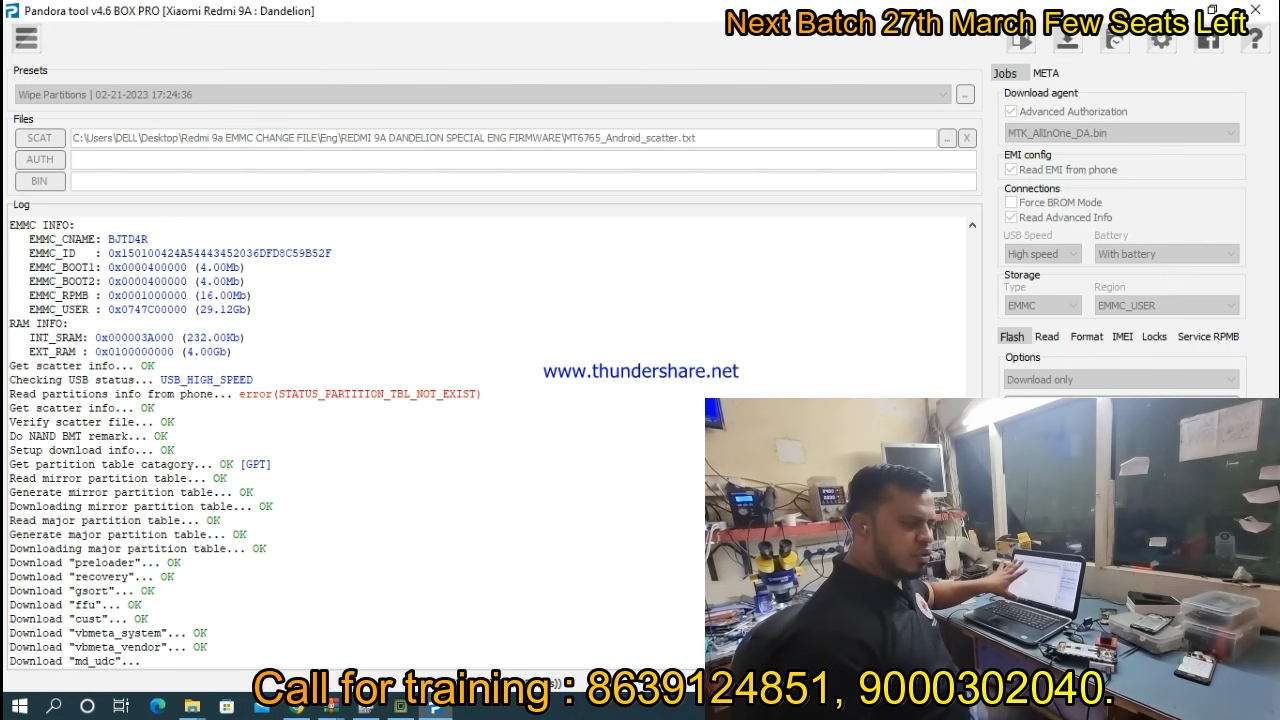 Pandora tool v4.6 BOX PRO [Xiaomi Redmi 9A : Dandelion]
Next Batch 27th March Few Seats Left
Presets
Wipe Partitions | 02-21-2023 17:24:36
...
Files
SCAT
C:\Users\DELL\Desktop\Redmi 9a EMMC CHANGE FILE\Eng\REDMI 9A DANDELION SPECIAL ENG FIRMWARE\MT6765_Android_scatter.txt
...
X
AUTH
BIN
Log
EMMC INFO:
EMMC_CNAME: BJTD4R
EMMC_ID : 0x150100424A54443452036DFD8C59B52F
EMMC_BOOT1: 0x0000400000 (4.00Mb)
EMMC_BOOT2: 0x0000400000 (4.00Mb)
EMMC_RPMB : 0x0001000000 (16.00Mb)
EMMC_USER : 0x0747C00000 (29.12Gb)
RAM INFO:
INT_SRAM: 0x000003A000 (232.00Kb)
EXT_RAM : 0x0100000000 (4.00Gb)
Get scatter info... OK
Checking USB status... USB_HIGH_SPEED
Read partitions info from phone... error(STATUS_PARTITION_TBL_NOT_EXIST)
Get scatter info... OK
Verify scatter file... OK
Do NAND BMT remark... OK
Setup download info... OK
Get partition table catagory... OK [GPT]
Read mirror partition table... OK
Generate mirror partition table... OK
Downloading mirror partition table... OK
Read major partition table... OK
Generate major partition table... OK
Downloading major partition table... OK
Download "preloader"... OK
Download "recovery"... OK
Download "gsort"... OK
Download "ffu"... OK
Download "cust"... OK
Download "vbmeta_system"... OK
Download "vbmeta_vendor"... OK
Download "md_udc"...
www.thundershare.net
Jobs META
Download agent
Advanced Authorization
MTK_AllInOne_DA.bin
EMI config
Read EMI from phone
Connections
Force BROM Mode
Read Advanced Info
USB Speed Battery
High speed With battery
Storage
Type Region
EMMC EMMC_USER
Flash Read Format IMEI Locks Service RPMB
Options
Download only
Call for training : 8639124851, 9000302040.